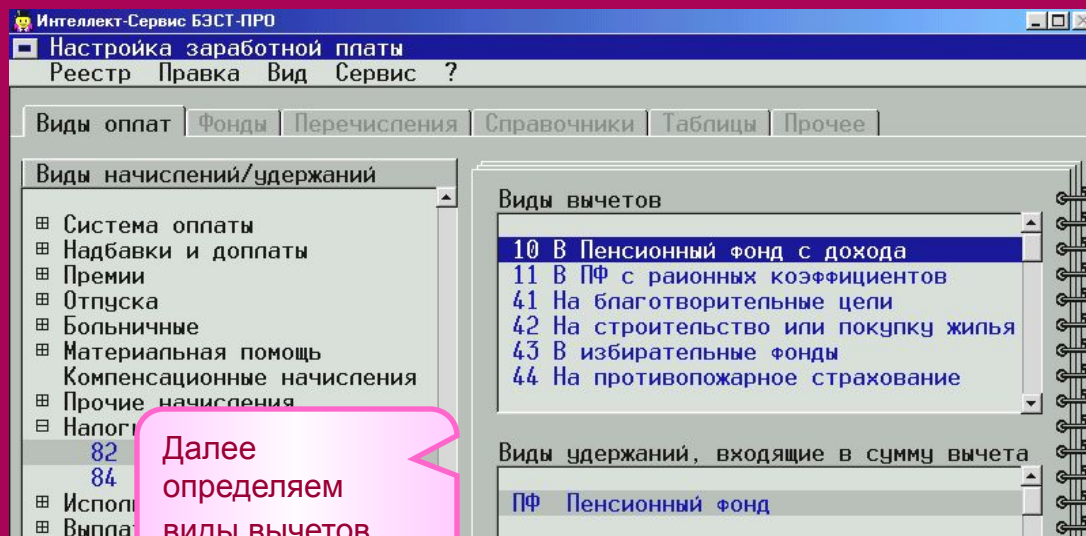 Интеллект-Сервис БЭСТ-ПРО
Настройка заработной платы
Реестр Правка Вид Сервис ?
Виды оплат Фонды Перечисления Справочники Таблицы Прочее
Виды начислений/удержаний
Система оплаты
Надбавки и доплаты
Премии
Отпуска
Больничные
Материальная помощь
Компенсационные начисления
Прочие начисления
82
84
Далее
определяем
виды вычетов
Виды вычетов
10 В Пенсионный фонд с дохода
11 В ПФ с раионных коэффициентов
41 На благотворительные цели
42 На строительство или покупку жилья
43 В избирательные фонды
44 На противопожарное страхование
Виды удержаний, входящие в сумму вычета
ПФ Пенсионный фонд